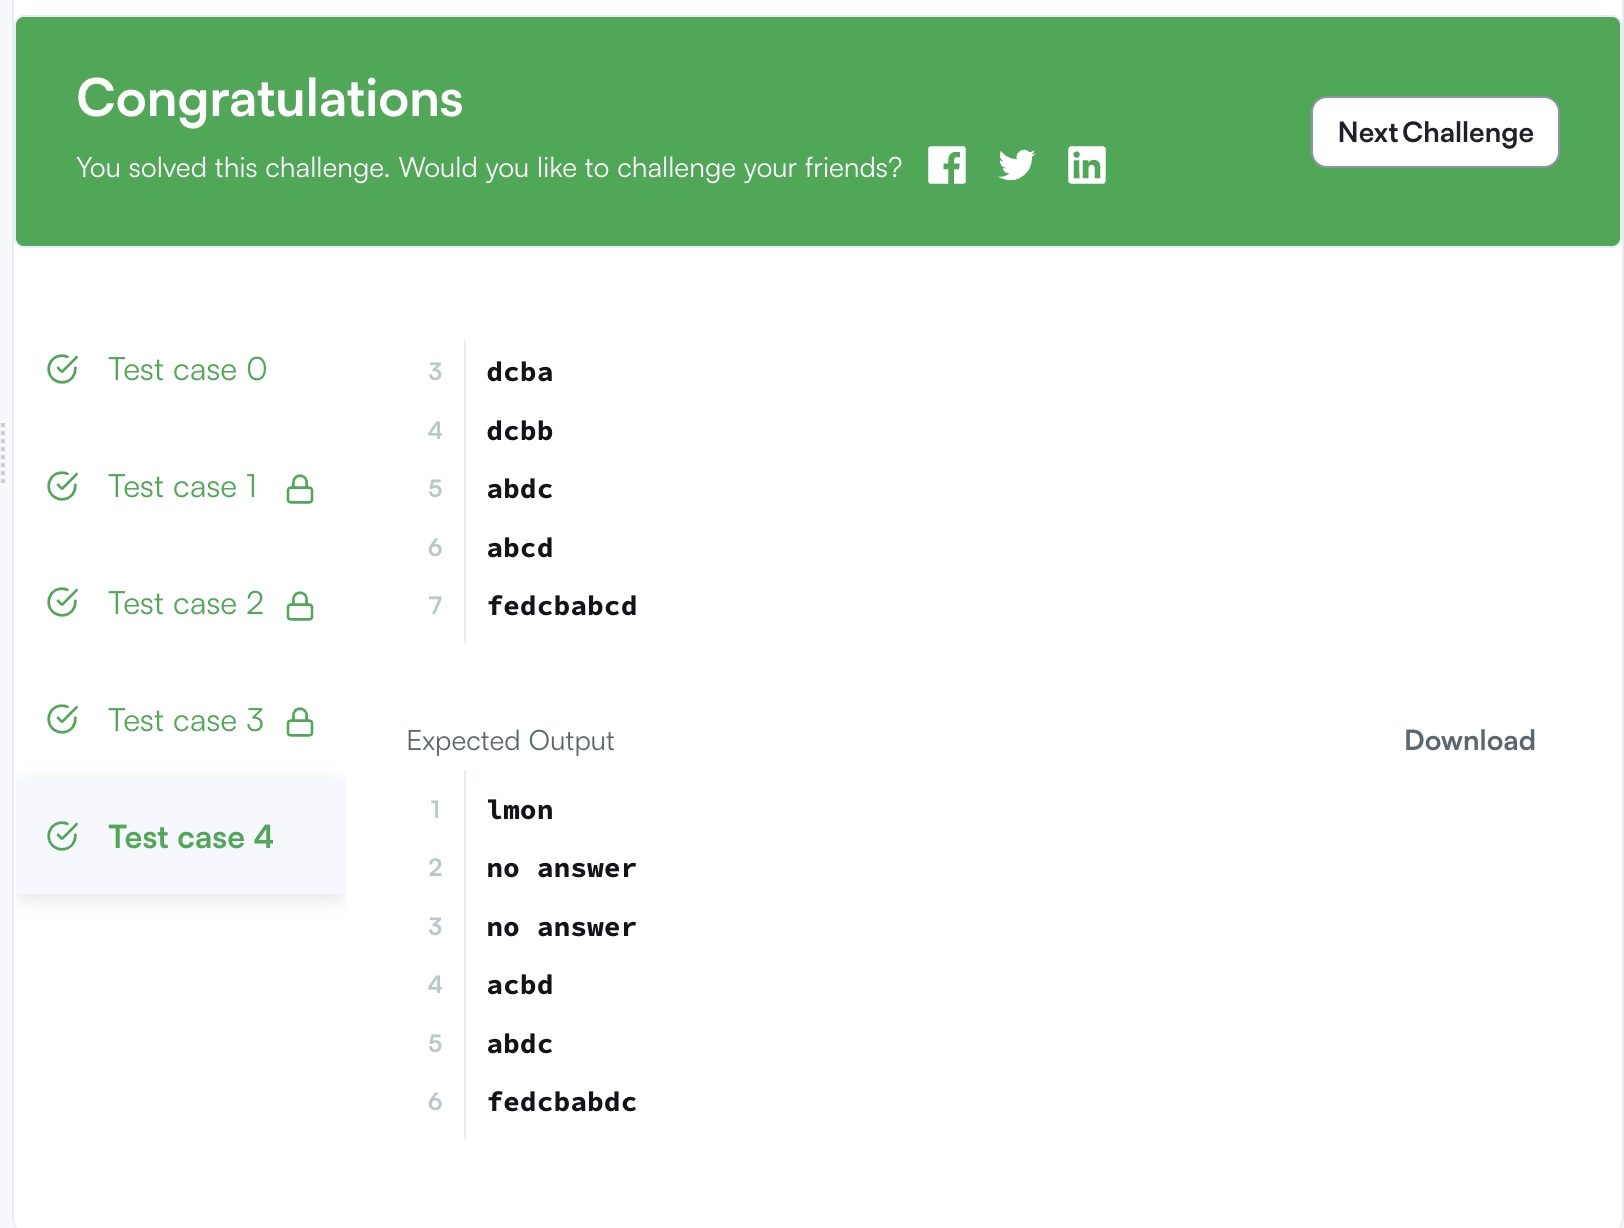 Congratulations
You solved this challenge. Would you like to challenge your friends?
Next Challenge
Test case 0
Test case 1
Test case 2
Test case 3
Test case 4
3 dcba
4 dcbb
5 abdc
6 abcd
7 fedcbabcd
Expected Output
Download
1 lmon
2 no answer
3 no answer
4 acbd
5 abdc
6 fedcbabdc